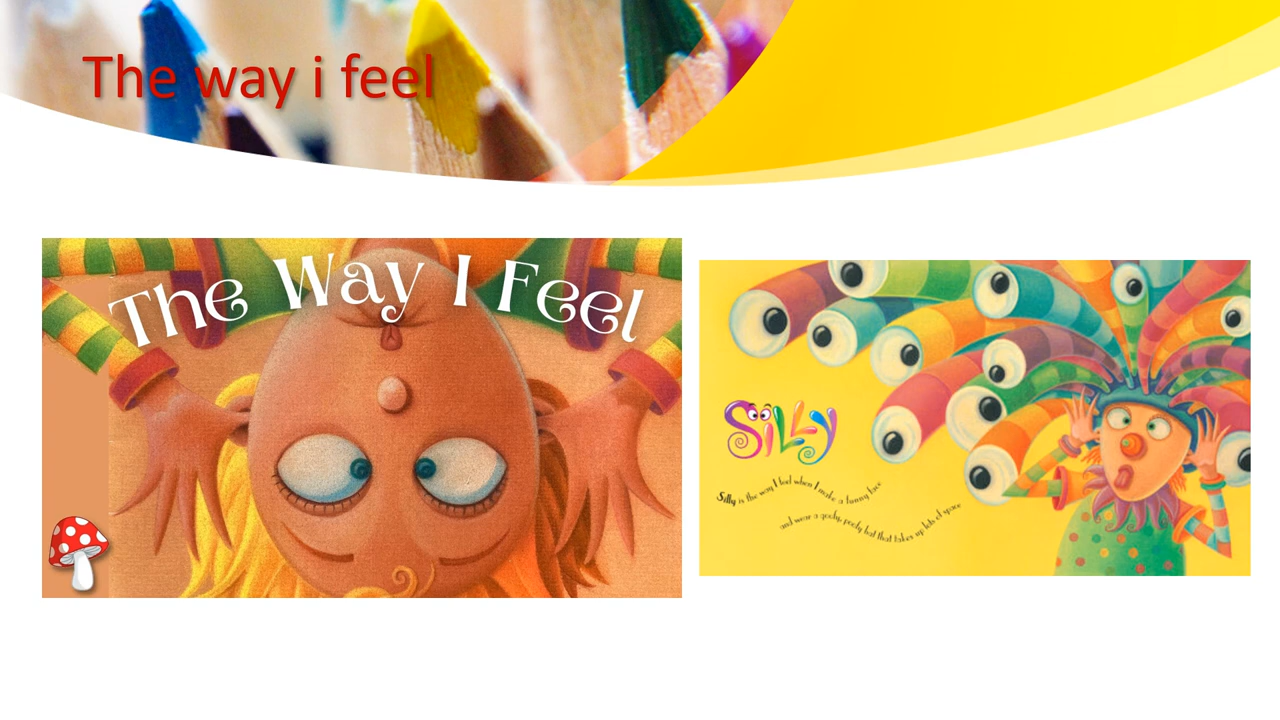 The way i feel
The Way I Feel
Silly
Silly is the way I feel when I make a funny face
and wear a goofy, poofy hat that takes up lots of space